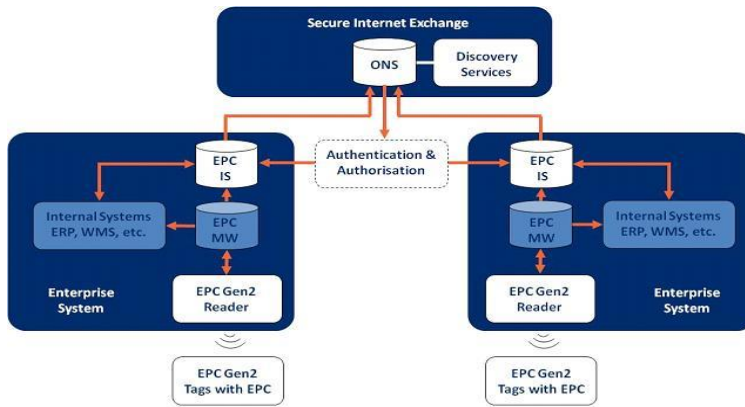 Secure Internet Exchange
ONS
Discovery
Services
Authentication &
Authorisation
EPC
IS
Internal Systems
ERP, WMS, etc.
EPC
MW
Enterprise
System
EPC Gen2
Reader
EPC Gen2
Tags with EPC
EPC
IS
EPC
MW
Internal Systems
ERP, WMS, etc.
EPC Gen2
Reader
Enterprise
System
EPC Gen2
Tags with EPC